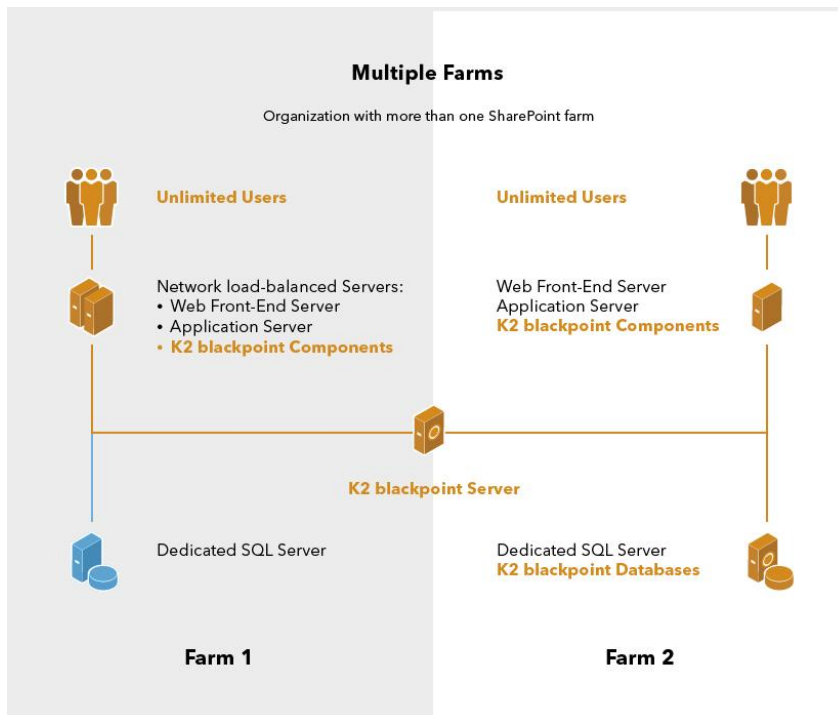 Multiple Farms
Organization with more than one SharePoint farm
Unlimited Users
Unlimited Users
Network load-balanced Servers:
• Web Front-End Server
• Application Server
• K2 blackpoint Components
Web Front-End Server
Application Server
K2 blackpoint Components
K2 blackpoint Server
Dedicated SQL Server
Dedicated SQL Server
K2 blackpoint Databases
Farm 1
Farm 2